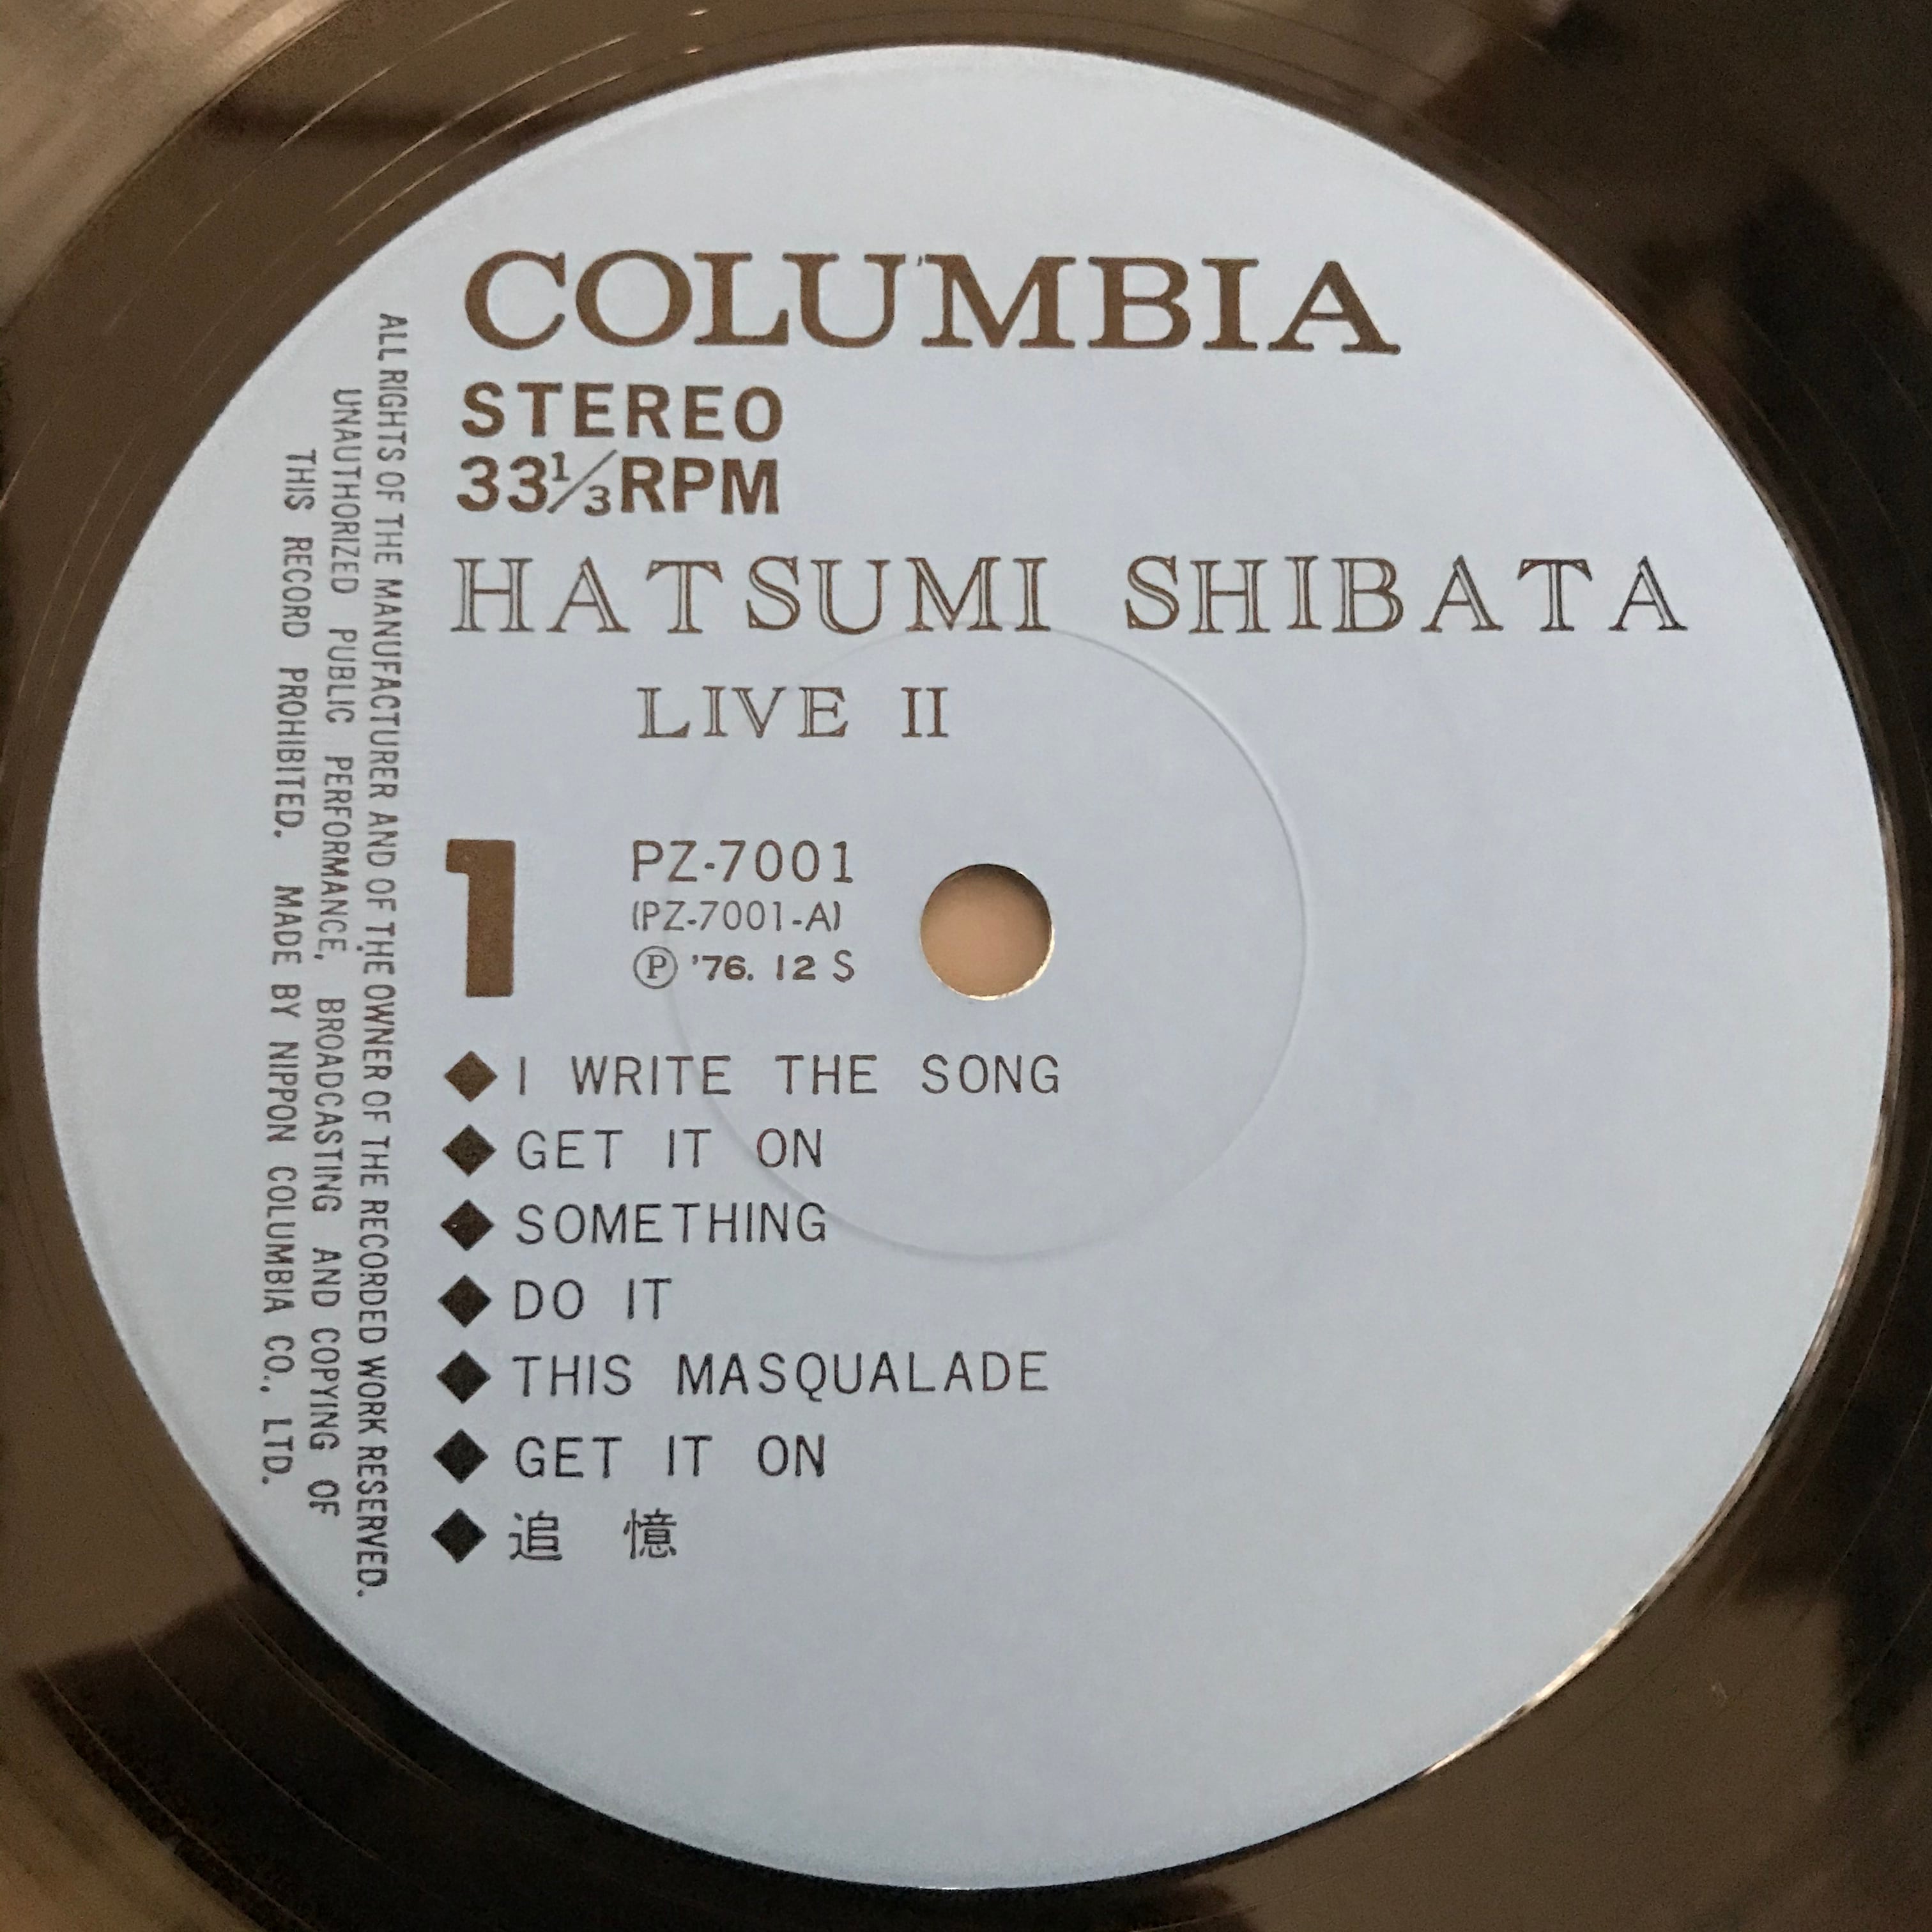 COLUMBIA
STEREO
33⅓RPM
HATSUMI SHIBATA
LIVE II
1
PZ-7001
(PZ-7001-A)
Ⓟ '76. 12 S
◆ I WRITE THE SONG
◆ GET IT ON
◆ SOMETHING
◆ DO IT
◆ THIS MASQUALADE
◆ GET IT ON
◆ 追 憶
ALL RIGHTS OF THE MANUFACTURER AND OF THE OWNER OF THE RECORDED WORK RESERVED.
UNAUTHORIZED PUBLIC PERFORMANCE, BROADCASTING AND COPYING OF
THIS RECORD PROHIBITED. MADE BY NIPPON COLUMBIA CO., LTD.